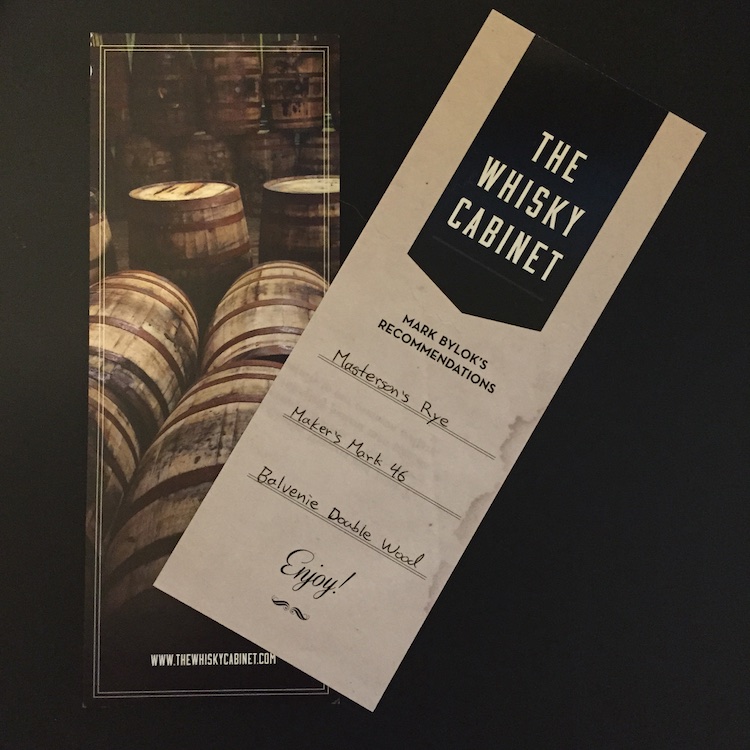 THE
WHISKY
CABINET
MARK BYLOK'S
RECOMMENDATIONS
Masterson's Rye
Maker's Mark 46
Balvenie Double Wood
Enjoy!
WWW.THEWHISKYCABINET.COM